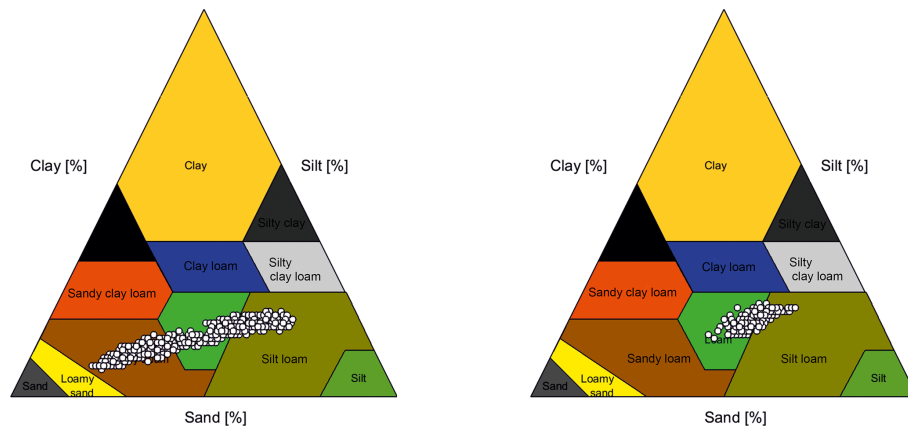 Clay [%]
Silt [%]
Clay
Silty clay
Clay loam
Silty
clay loam
Sandy clay loam
Silt loam
Loamy
sand
Sand
Silt
Sand [%]
Clay [%]
Silt [%]
Clay
Silty clay
Clay loam
Silty
clay loam
Sandy clay loam
Loam
Sandy loam
Silt loam
Loamy
sand
Sand
Silt
Sand [%]